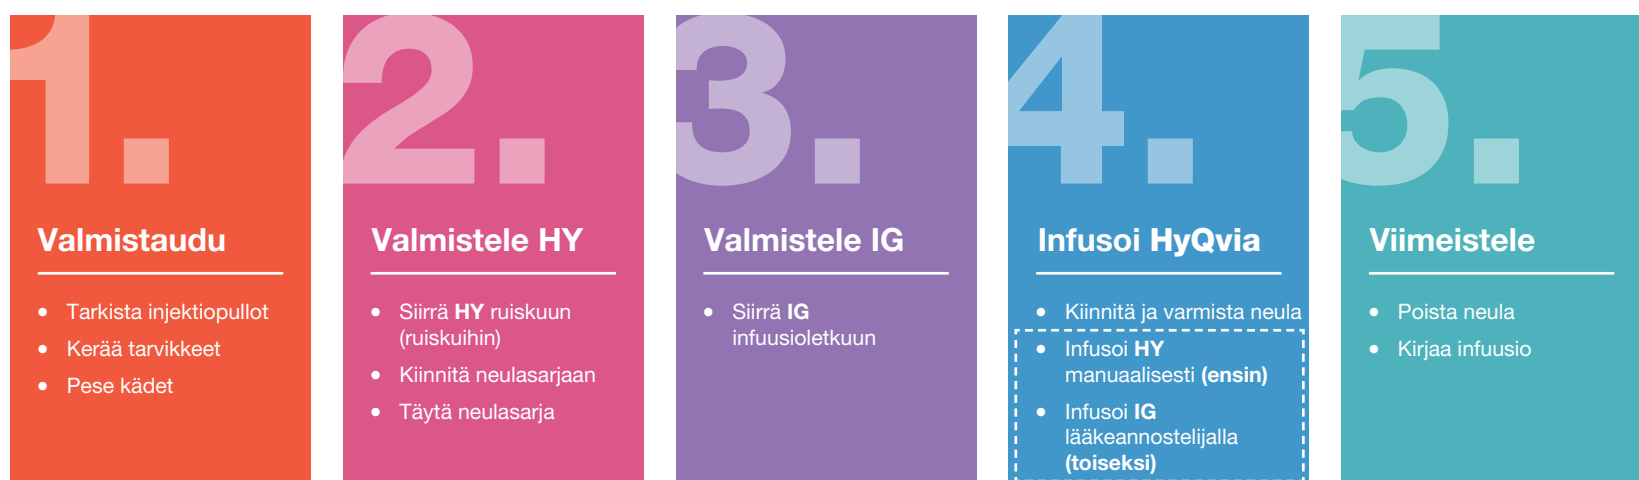 1.
Valmistaudu
• Tarkista injektiopullot
• Kerää tarvikkeet
• Pese kädet
2.
Valmistele HY
• Siirrä HY ruiskuun
(ruiskuihin)
• Kiinnitä neulasarjaan
• Täytä neulasarja
3.
Valmistele IG
• Siirrä IG
infuusioletkuun
4.
Infusoi HyQvia
• Kiinnitä ja varmista neula
• Infusoi HY
manuaalisesti (ensin)
• Infusoi IG
lääkeannostelijalla
(toiseksi)
5.
Viimeistele
• Poista neula
• Kirjaa infuusio